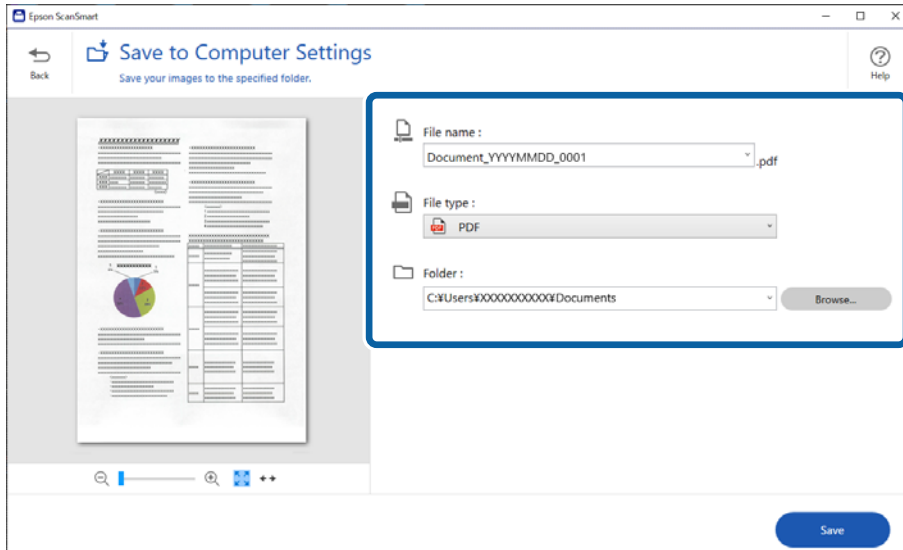 Epson ScanSmart
Back
Save to Computer Settings
Save your images to the specified folder.
Help
File name :
Document_YYYYMMDD_0001
.pdf
File type :
PDF
Folder :
C:¥Users¥XXXXXXXXXXX¥Documents
Browse...
Save